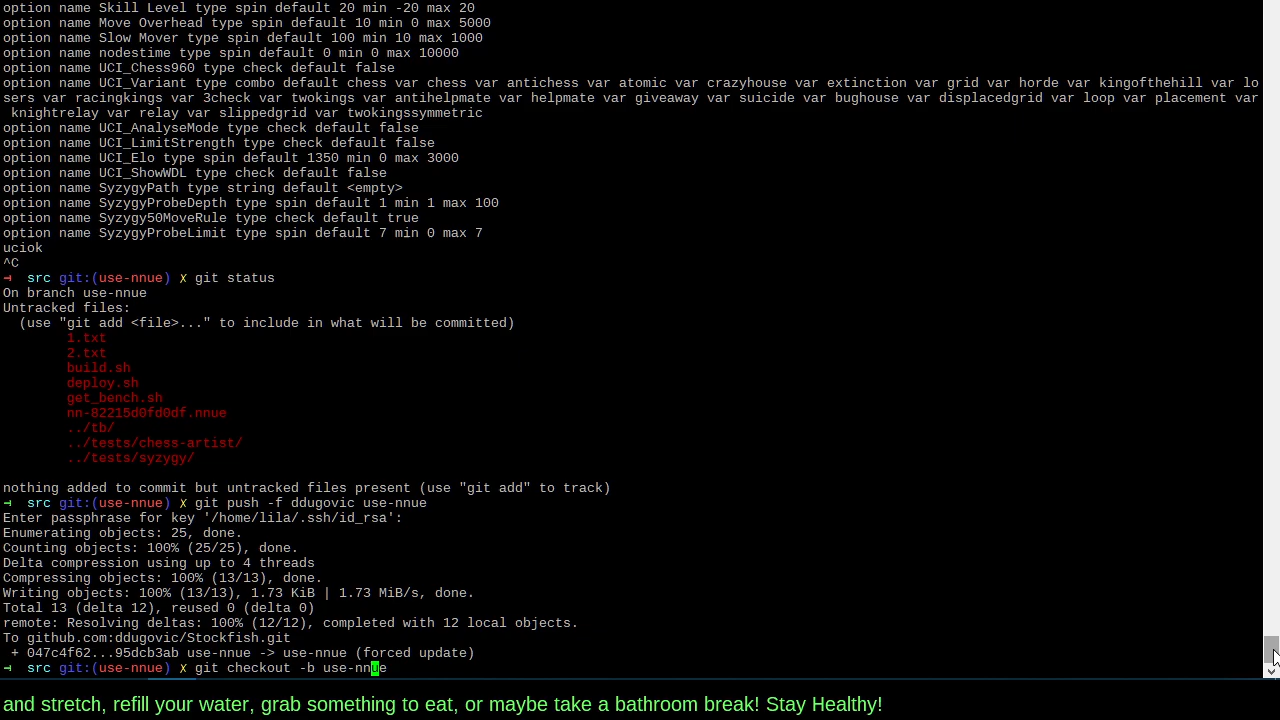 option name Skill Level type spin default 20 min -20 max 20
option name Move Overhead type spin default 10 min 0 max 5000
option name Slow Mover type spin default 100 min 10 max 1000
option name nodestime type spin default 0 min 0 max 10000
option name UCI_Chess960 type check default false
option name UCI_Variant type combo default chess var chess var antichess var atomic var crazyhouse var extinction var grid var horde var kingofthehill var lo
sers var racingkings var 3check var twokings var antihelpmate var helpmate var giveaway var suicide var bughouse var displacedgrid var loop var placement var
 knightrelay var relay var slippedgrid var twokingssymmetric
option name UCI_AnalyseMode type check default false
option name UCI_LimitStrength type check default false
option name UCI_Elo type spin default 1350 min 0 max 3000
option name UCI_ShowWDL type check default false
option name SyzygyPath type string default <empty>
option name SyzygyProbeDepth type spin default 1 min 1 max 100
option name Syzygy50MoveRule type check default true
option name SyzygyProbeLimit type spin default 7 min 0 max 7
uciok
^C
⊣  src git:(use-nnue) ✗ git status
On branch use-nnue
Untracked files:
  (use "git add <file>..." to include in what will be committed)
        1.txt
        2.txt
        build.sh
        deploy.sh
        get_bench.sh
        nn-82215d0fd0df.nnue
        ../tb/
        ../tests/chess-artist/
        ../tests/syzygy/

nothing added to commit but untracked files present (use "git add" to track)
⊣  src git:(use-nnue) ✗ git push -f ddugovic use-nnue
Enter passphrase for key '/home/lila/.ssh/id_rsa':
Enumerating objects: 25, done.
Counting objects: 100% (25/25), done.
Delta compression using up to 4 threads
Compressing objects: 100% (13/13), done.
Writing objects: 100% (13/13), 1.73 KiB | 1.73 MiB/s, done.
Total 13 (delta 12), reused 0 (delta 0)
remote: Resolving deltas: 100% (12/12), completed with 12 local objects.
To github.com:ddugovic/Stockfish.git
 + 047c4f62...95dcb3ab use-nnue -> use-nnue (forced update)
⊣  src git:(use-nnue) ✗ git checkout -b use-nnue
and stretch, refill your water, grab something to eat, or maybe take a bathroom break! Stay Healthy!